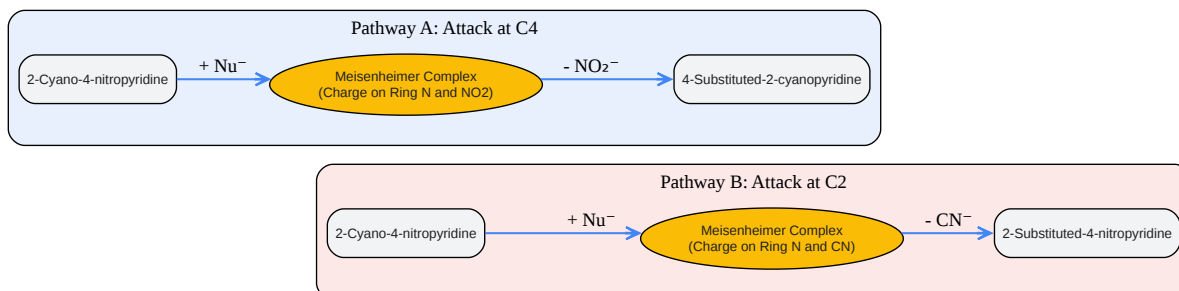 Pathway A: Attack at C4
2-Cyano-4-nitropyridine
+ Nu⁻
Meisenheimer Complex
(Charge on Ring N and NO2)
- NO₂⁻
4-Substituted-2-cyanopyridine
Pathway B: Attack at C2
2-Cyano-4-nitropyridine
+ Nu⁻
Meisenheimer Complex
(Charge on Ring N and CN)
- CN⁻
2-Substituted-4-nitropyridine